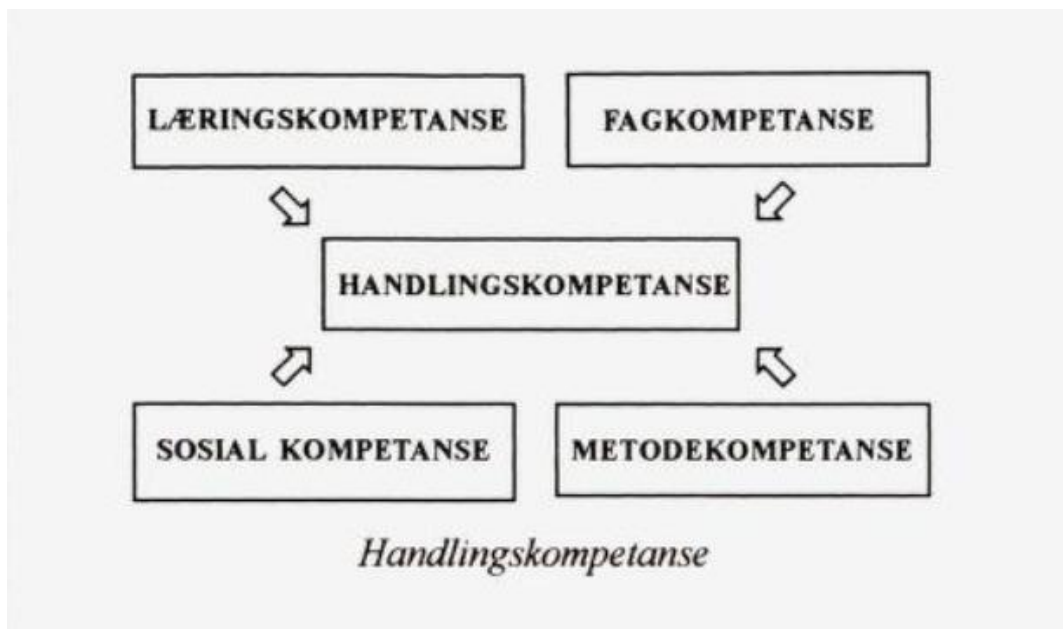 LÆRINGSKOMPETANSE
FAGKOMPETANSE
HANDLINGSKOMPETANSE
SOSIAL KOMPETANSE
METODEKOMPETANSE
Handlingskompetanse